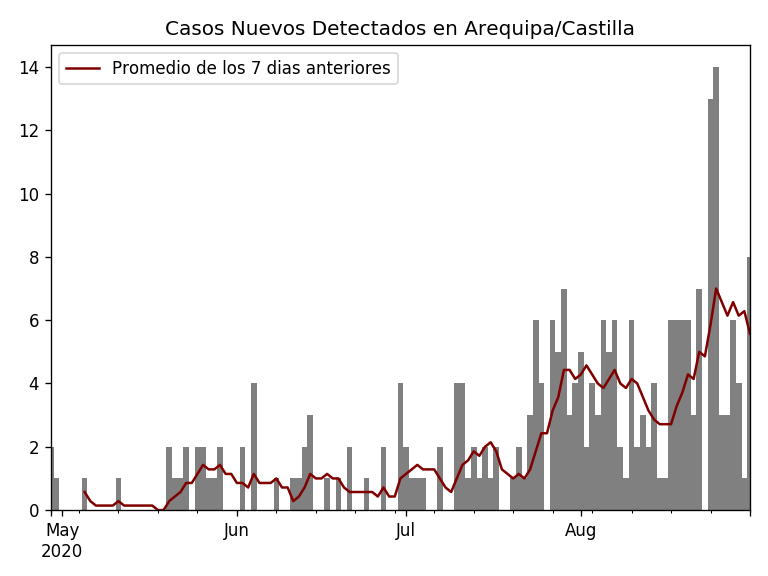 Casos Nuevos Detectados en Arequipa/Castilla
Promedio de los 7 dias anteriores
14
12
10
8
6
4
2
0
May
2020
Jun
Jul
Aug